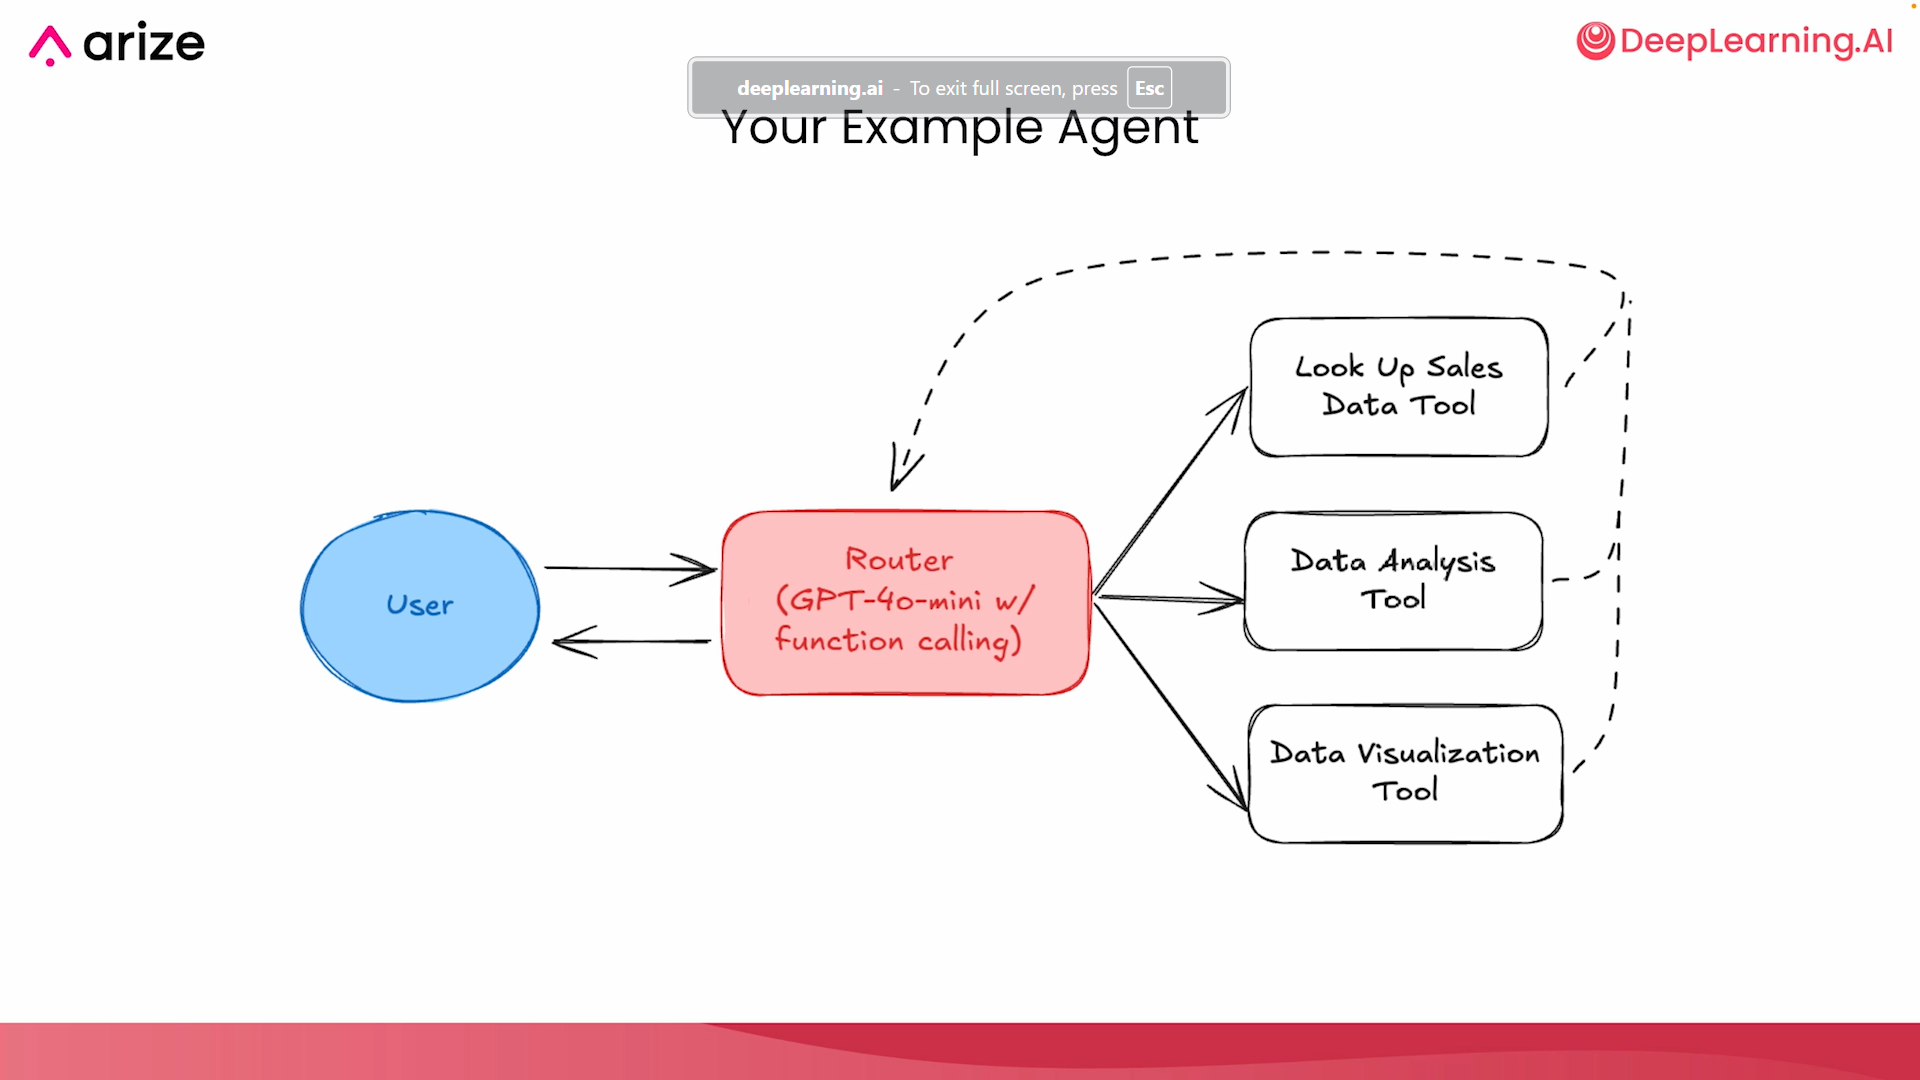 arize
DeepLearning.AI
deeplearning.ai - To exit full screen, press Esc
Your Example Agent
Look Up Sales
Data Tool
User
Router
(GPT-4o-mini w/
function calling)
Data Analysis
Tool
Data Visualization
Tool